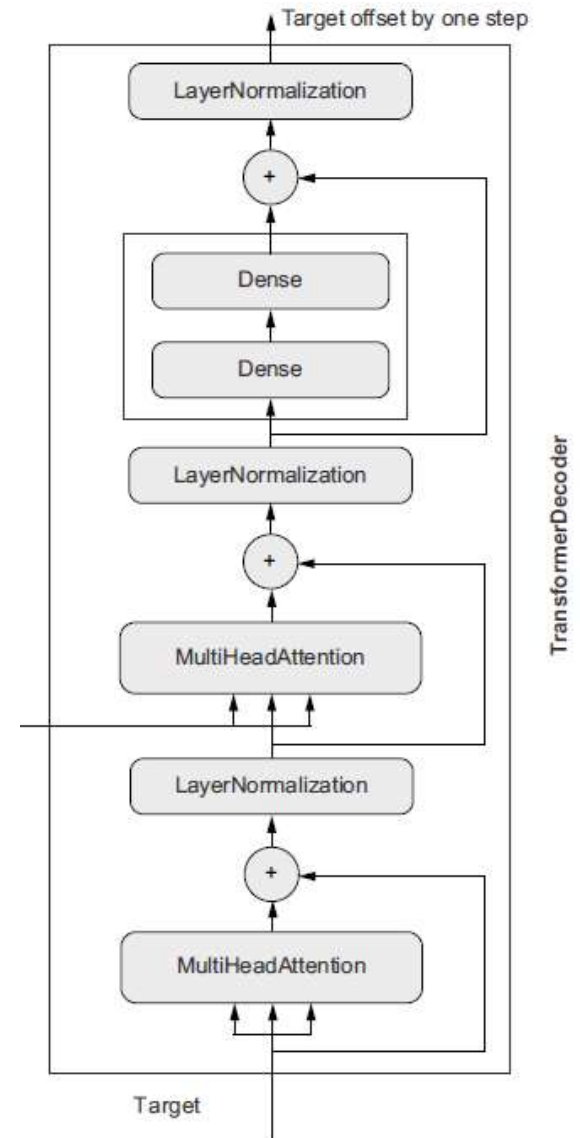 Target offset by one step
LayerNormalization
+
Dense
Dense
LayerNormalization
+
MultiHeadAttention
LayerNormalization
+
MultiHeadAttention
Target
TransformerDecoder